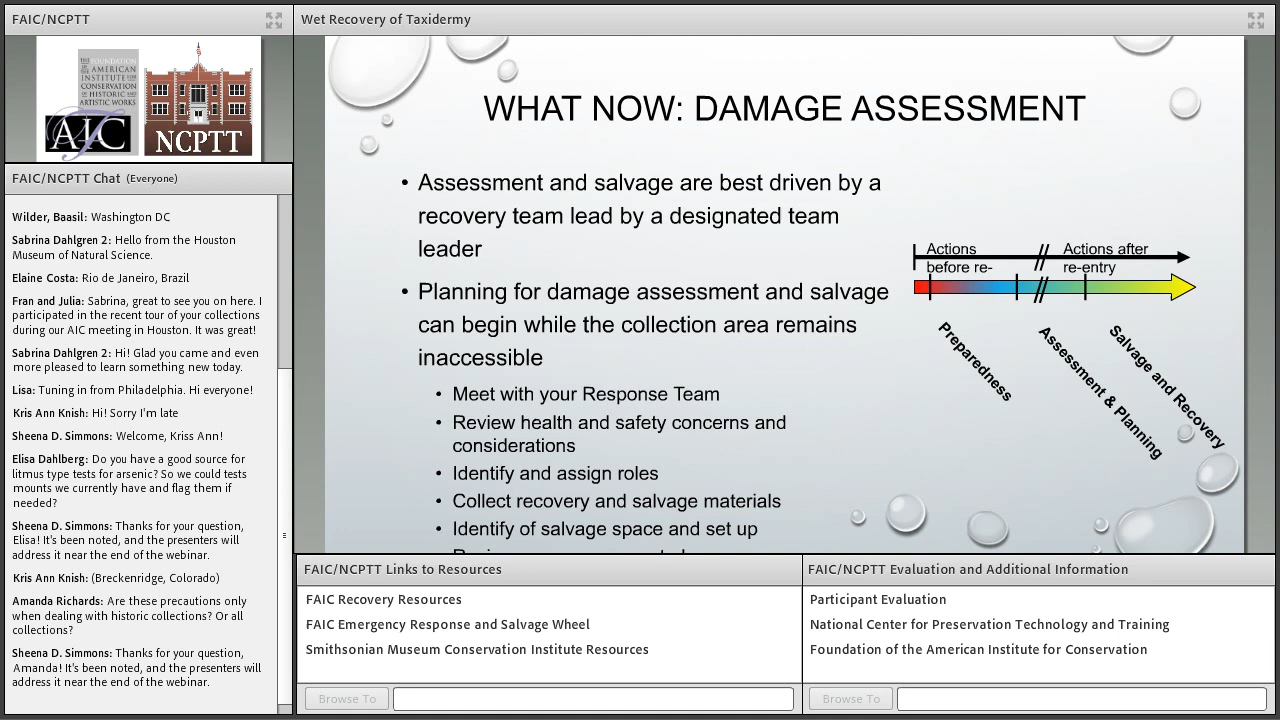 FAIC/NCPTT
THE FOUNDATION
OF THE AMERICAN
INSTITUTE FOR
CONSERVATION
OF HISTORIC AND
ARTISTIC WORKS
AIC
NCPTT
FAIC/NCPTT Chat (Everyone)
Wilder, Baasil: Washington DC
Sabrina Dahlgren 2: Hello from the Houston
Museum of Natural Science.
Elaine Costa: Rio de Janeiro, Brazil
Fran and Julia: Sabrina, great to see you on here. I
participated in the recent tour of your collections
during our AIC meeting in Houston. It was great!
Sabrina Dahlgren 2: Hi! Glad you came and even
more pleased to learn something new today.
Lisa: Tuning in from Philadelphia. Hi everyone!
Kris Ann Knish: Hi! Sorry I'm late
Sheena D. Simmons: Welcome, Kriss Ann!
Elisa Dahlberg: Do you have a good source for
litmus type tests for arsenic? So we could tests
mounts we currently have and flag them if
needed?
Sheena D. Simmons: Thanks for your question,
Elisa! It's been noted, and the presenters will
address it near the end of the webinar.
Kris Ann Knish: (Breckenridge, Colorado)
Amanda Richards: Are these precautions only
when dealing with historic collections? Or all
collections?
Sheena D. Simmons: Thanks for your question,
Amanda! It's been noted, and the presenters will
address it near the end of the webinar.
Wet Recovery of Taxidermy
WHAT NOW: DAMAGE ASSESSMENT
• Assessment and salvage are best driven by a
recovery team lead by a designated team
leader
• Planning for damage assessment and salvage
can begin while the collection area remains
inaccessible
• Meet with your Response Team
• Review health and safety concerns and
considerations
• Identify and assign roles
• Collect recovery and salvage materials
• Identify of salvage space and set up
Actions
before re-
Actions after
re-entry
Preparedness
Assessment & Planning
Salvage and Recovery
FAIC/NCPTT Links to Resources
FAIC Recovery Resources
FAIC Emergency Response and Salvage Wheel
Smithsonian Museum Conservation Institute Resources
Browse To
FAIC/NCPTT Evaluation and Additional Information
Participant Evaluation
National Center for Preservation Technology and Training
Foundation of the American Institute for Conservation
Browse To